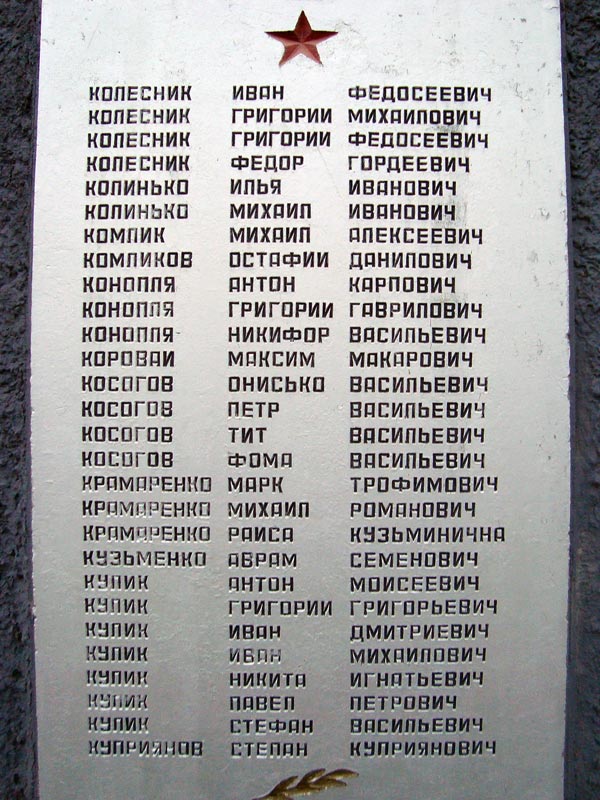 КОЛЕСНИК ИВАН ФЕДОСЕЕВИЧ
КОЛЕСНИК ГРИГОРИИ МИХАИЛОВИЧ
КОЛЕСНИК ГРИГОРИИ ФЕДОСЕЕВИЧ
КОЛЕСНИК ФЕДОР ГОРДЕЕВИЧ
КОЛИНЬКО ИЛЬЯ ИВАНОВИЧ
КОЛИНЬКО МИХАИЛ ИВАНОВИЧ
КОМЛИК МИХАИЛ АЛЕКСЕЕВИЧ
КОМЛИКОВ ОСТАФИИ ДАНИЛОВИЧ
КОНОПЛЯ АНТОН КАРПОВИЧ
КОНОПЛЯ ГРИГОРИИ ГАВРИЛОВИЧ
КОНОПЛЯ НИКИФОР ВАСИЛЬЕВИЧ
КОРОВАИ МАКСИМ МАКАРОВИЧ
КОСОГОВ ОНИСЬКО ВАСИЛЬЕВИЧ
КОСОГОВ ПЕТР ВАСИЛЬЕВИЧ
КОСОГОВ ТИТ ВАСИЛЬЕВИЧ
КОСОГОВ ФОМА ВАСИЛЬЕВИЧ
КРАМАРЕНКО МАРК ТРОФИМОВИЧ
КРАМАРЕНКО МИХАИЛ РОМАНОВИЧ
КРАМАРЕНКО РАИСА КУЗЬМИНИЧНА
КУЗЬМЕНКО АБРАМ СЕМЕНОВИЧ
КУЛИК АНТОН МОИСЕЕВИЧ
КУЛИК ГРИГОРИИ ГРИГОРЬЕВИЧ
КУЛИК ИВАН ДМИТРИЕВИЧ
КУЛИК ИВАН МИХАИЛОВИЧ
КУЛИК НИКИТА ИГНАТЬЕВИЧ
КУЛИК ПАВЕЛ ПЕТРОВИЧ
КУЛИК СТЕФАН ВАСИЛЬЕВИЧ
КУПРИЯНОВ СТЕПАН КУПРИЯНОВИЧ